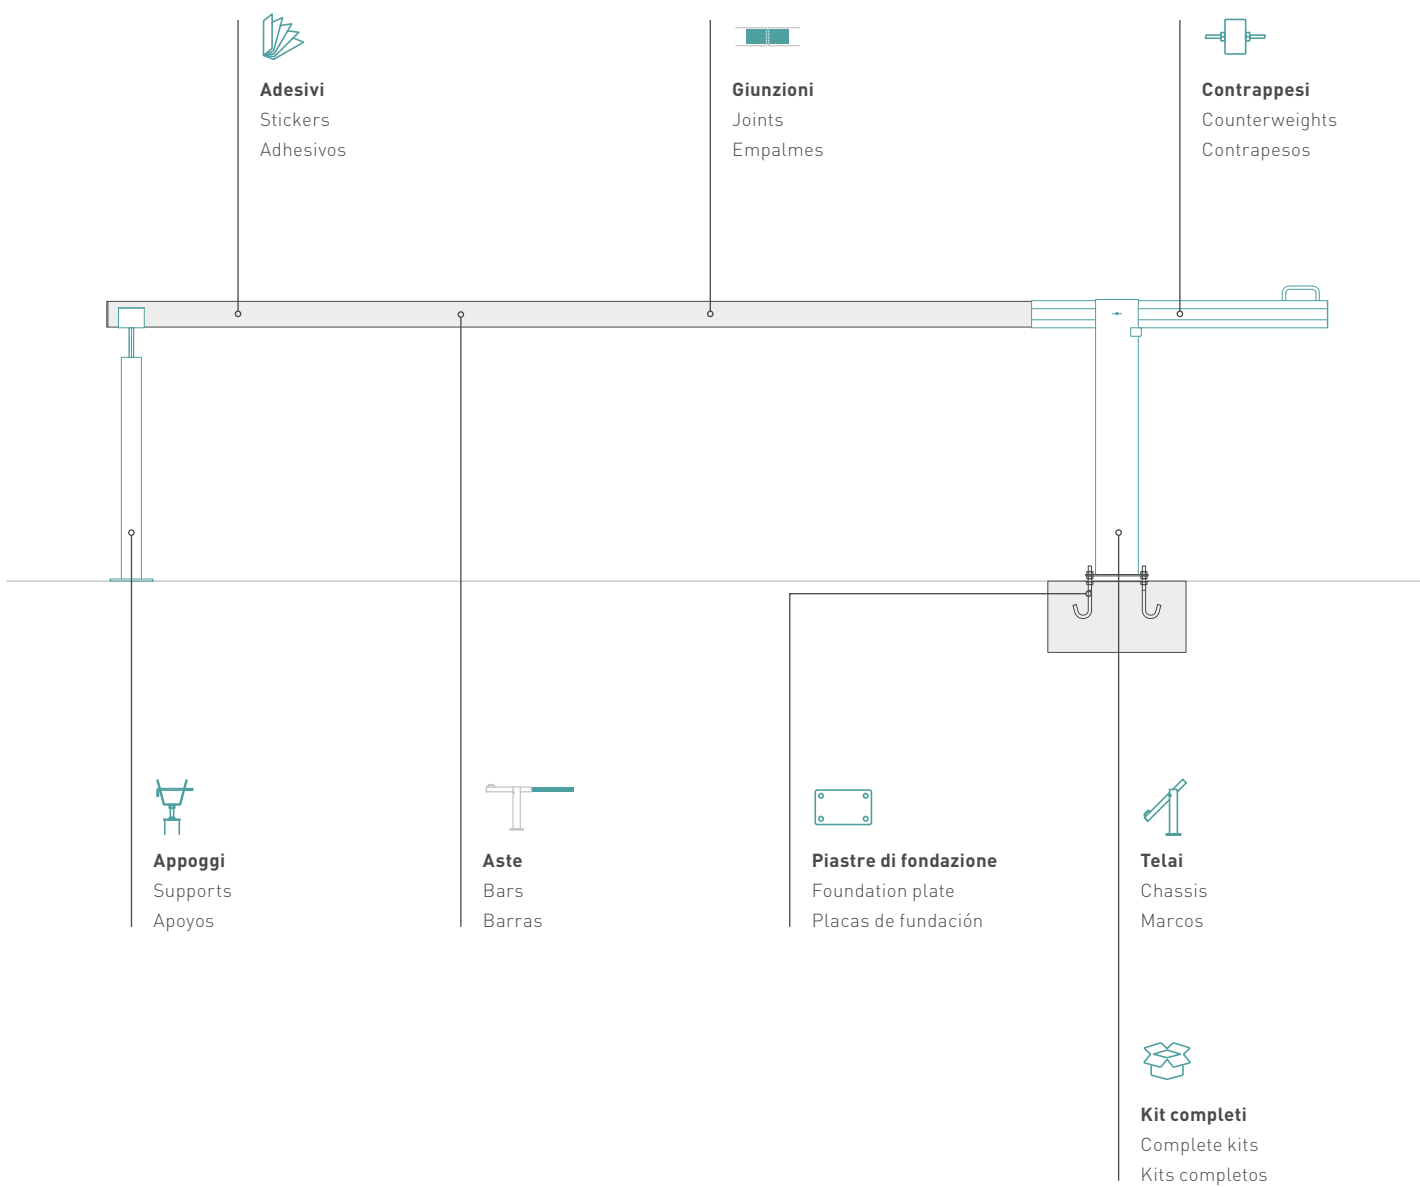 Adesivi
Stickers
Adhesivos
Giunzioni
Joints
Empalmes
Contrappesi
Counterweights
Contrapesos
Appoggi
Supports
Apoyos
Aste
Bars
Barras
Piastre di fondazione
Foundation plate
Placas de fundación
Telai
Chassis
Marcos
Kit completi
Complete kits
Kits completos